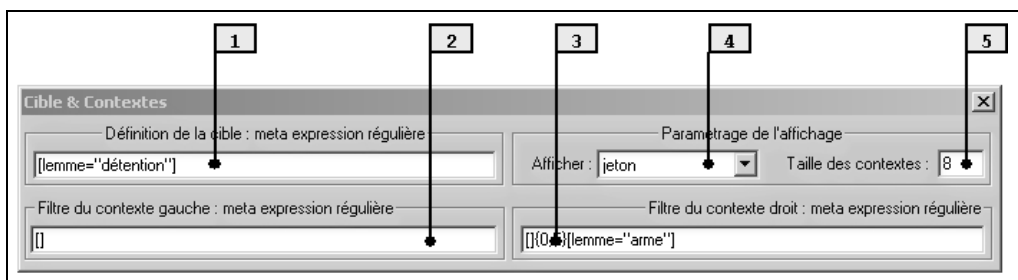 1 2 3 4 5
Cible & Contextes
Définition de la cible : meta expression régulière
Paramétrage de l'affichage
[lemme="détention"]
Afficher : jeton
Taille des contextes : 8
Filtre du contexte gauche : meta expression régulière
Filtre du contexte droit : meta expression régulière
[]
[]{0, }[lemme="arme"]